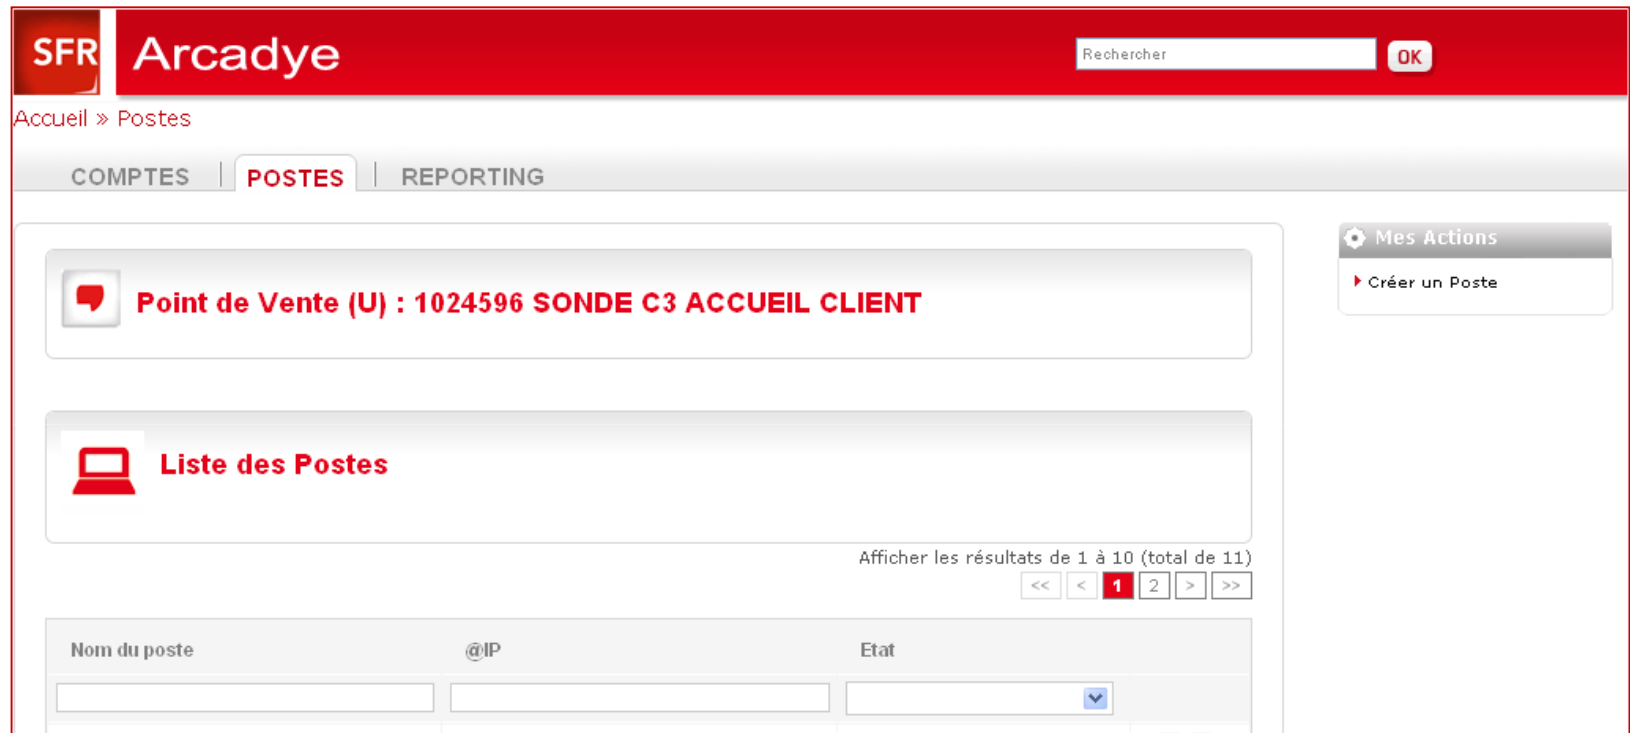 SFR Arcadye
Rechercher OK
Accueil » Postes
COMPTES POSTES REPORTING
Mes Actions
Créer un Poste
Point de Vente (U) : 1024596 SONDE C3 ACCUEIL CLIENT
Liste des Postes
Afficher les résultats de 1 à 10 (total de 11)
<< < 1 2 > >>
Nom du poste @IP Etat